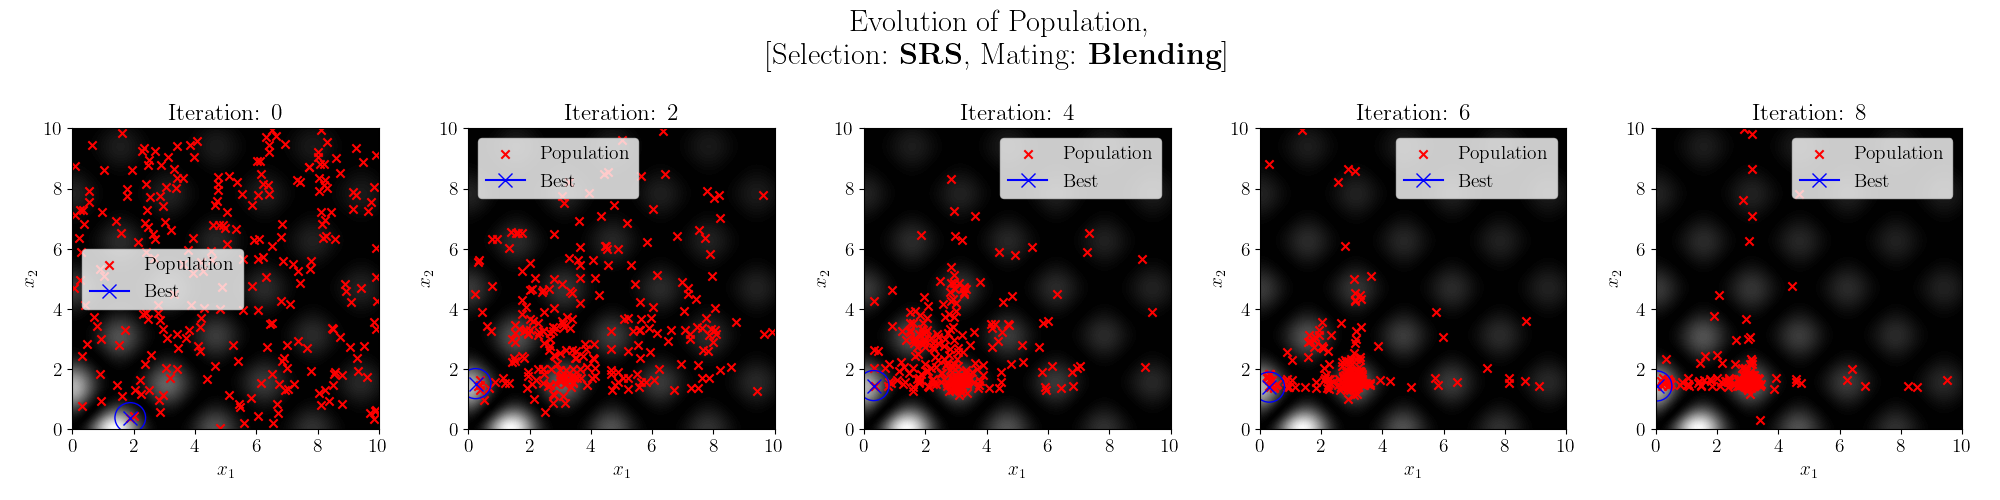 Evolution of Population,
[Selection: SRS, Mating: Blending]
Iteration: 0
10
8
6
4
2
0
x2
Population
Best
0 2 4 6 8 10
x1
Iteration: 2
10
8
6
4
2
0
x2
Population
Best
0 2 4 6 8 10
x1
Iteration: 4
10
8
6
4
2
0
x2
Population
Best
0 2 4 6 8 10
x1
Iteration: 6
10
8
6
4
2
0
x2
Population
Best
0 2 4 6 8 10
x1
Iteration: 8
10
8
6
4
2
0
x2
Population
Best
0 2 4 6 8 10
x1